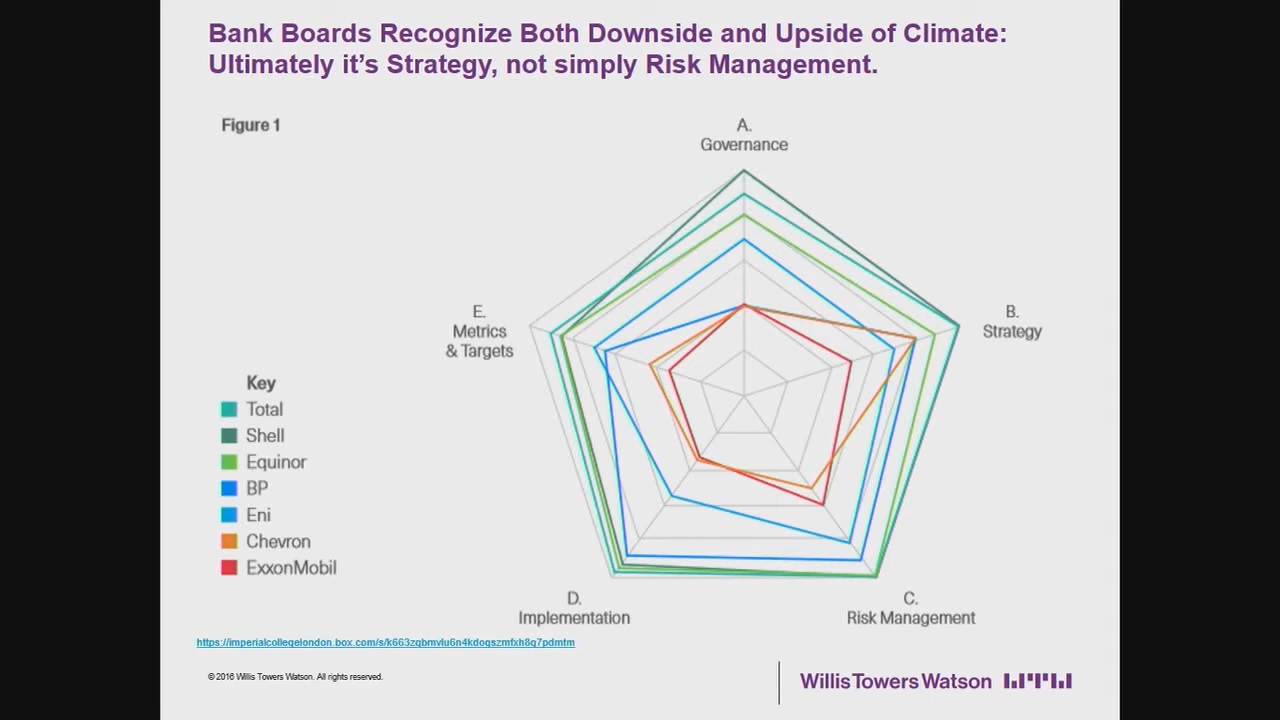 Bank Boards Recognize Both Downside and Upside of Climate:
Ultimately it's Strategy, not simply Risk Management.
Figure 1
A.
Governance
B.
Strategy
E.
Metrics
& Targets
Key
Total
Shell
Equinor
BP
Eni
Chevron
ExxonMobil
D.
Implementation
C.
Risk Management
https://imperialcollegelondon.box.com/s/k663zqbmvlu6n4kdoqszmfxh8q7pdmtm
© 2016 Willis Towers Watson. All rights reserved.
Willis Towers Watson